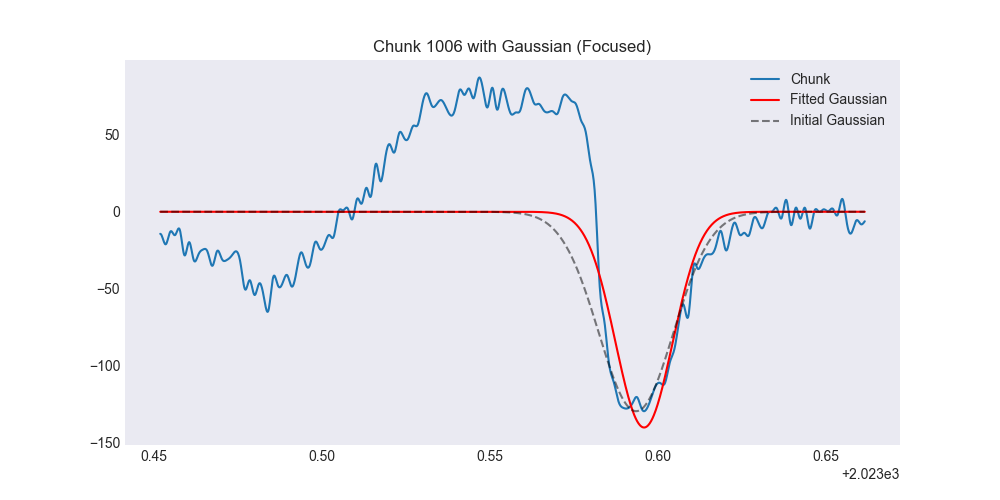 Chunk 1006 with Gaussian (Focused)
Chunk
Fitted Gaussian
Initial Gaussian
50
0
−50
−100
−150
0.45 0.50 0.55 0.60 0.65
+2.023e3